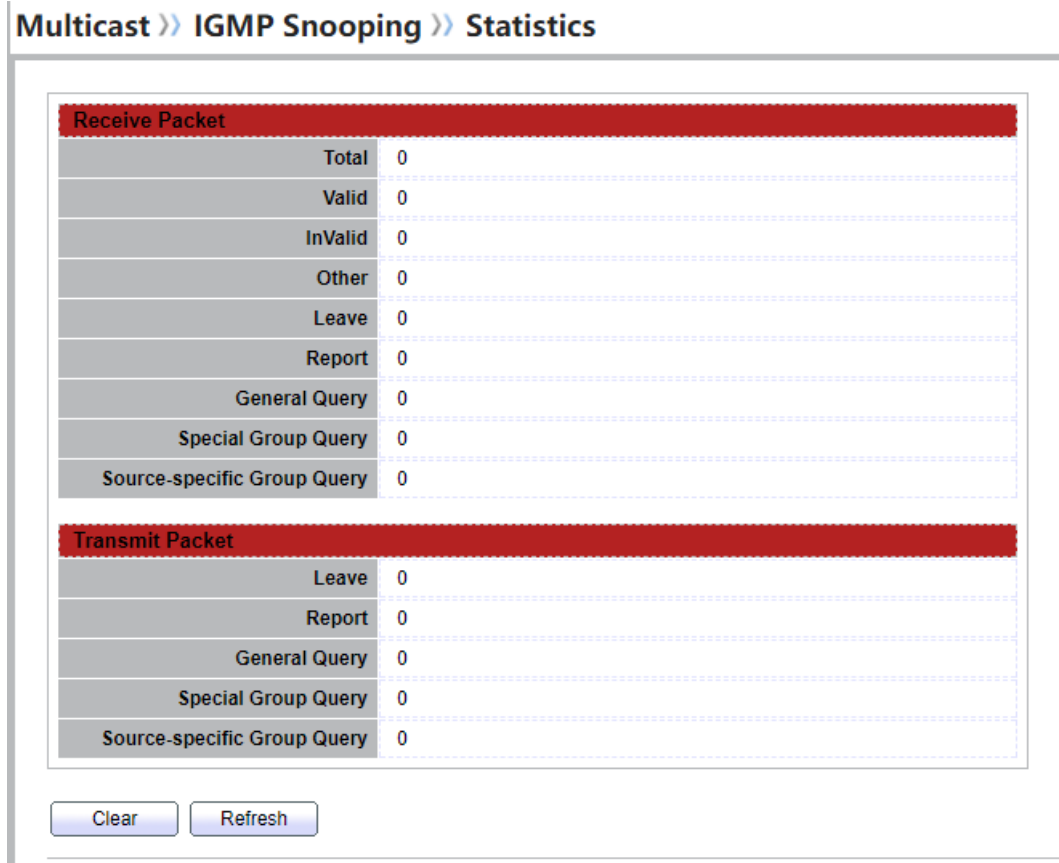 Multicast》 IGMP Snooping》 Statistics
Receive Packet
Total 0
Valid 0
InValid 0
Other 0
Leave 0
Report 0
General Query 0
Special Group Query 0
Source-specific Group Query 0
Transmit Packet
Leave 0
Report 0
General Query 0
Special Group Query 0
Source-specific Group Query 0
Clear Refresh